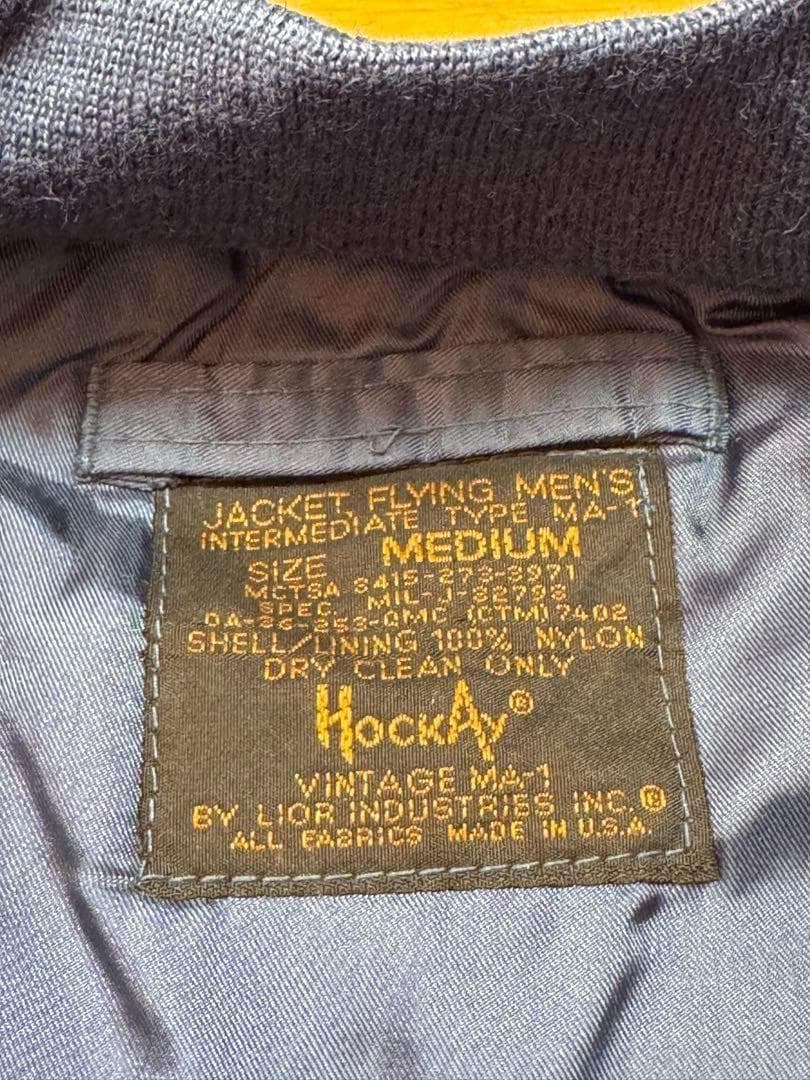 JACKET, FLYING MEN'S
INTERMEDIATE TYPE MA-1
SIZE MEDIUM
MCTSA 8415-273-3971
SPEC. MIL-J-82793
DA-36-253-QMC (CTM) 7402
SHELL/LINING 100% NYLON
DRY CLEAN ONLY
HOCKAY®
VINTAGE MA-1
BY LIOR INDUSTRIES INC.®
ALL FABRICS MADE IN U.S.A.